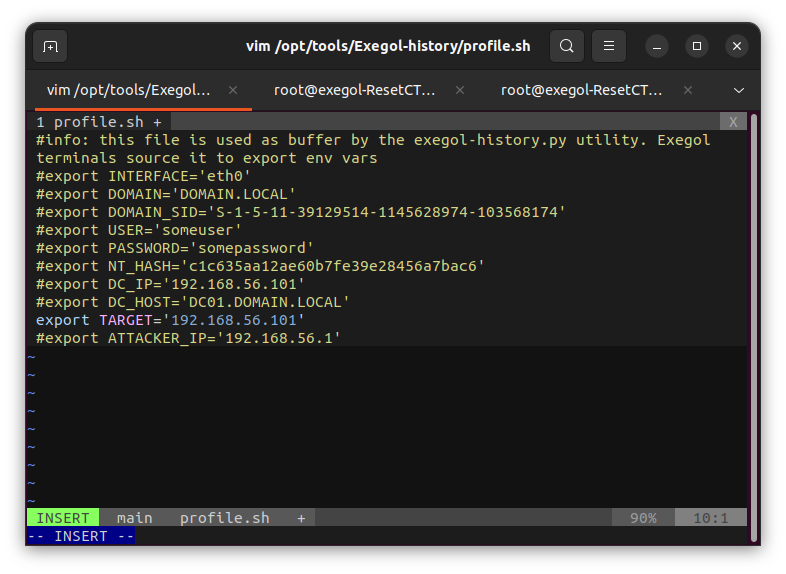 vim /opt/tools/Exegol-history/profile.sh
vim /opt/tools/Exegol... root@exegol-ResetCT... root@exegol-ResetCT...
1 profile.sh + X
#info: this file is used as buffer by the exegol-history.py utility. Exegol
terminals source it to export env vars
#export INTERFACE='eth0'
#export DOMAIN='DOMAIN.LOCAL'
#export DOMAIN_SID='S-1-5-11-39129514-1145628974-103568174'
#export USER='someuser'
#export PASSWORD='somepassword'
#export NT_HASH='c1c635aa12ae60b7fe39e28456a7bac6'
#export DC_IP='192.168.56.101'
#export DC_HOST='DC01.DOMAIN.LOCAL'
export TARGET='192.168.56.101'
#export ATTACKER_IP='192.168.56.1'
~
~
~
~
~
~
~
~
~
INSERT main profile.sh + 90% 10:1
-- INSERT --